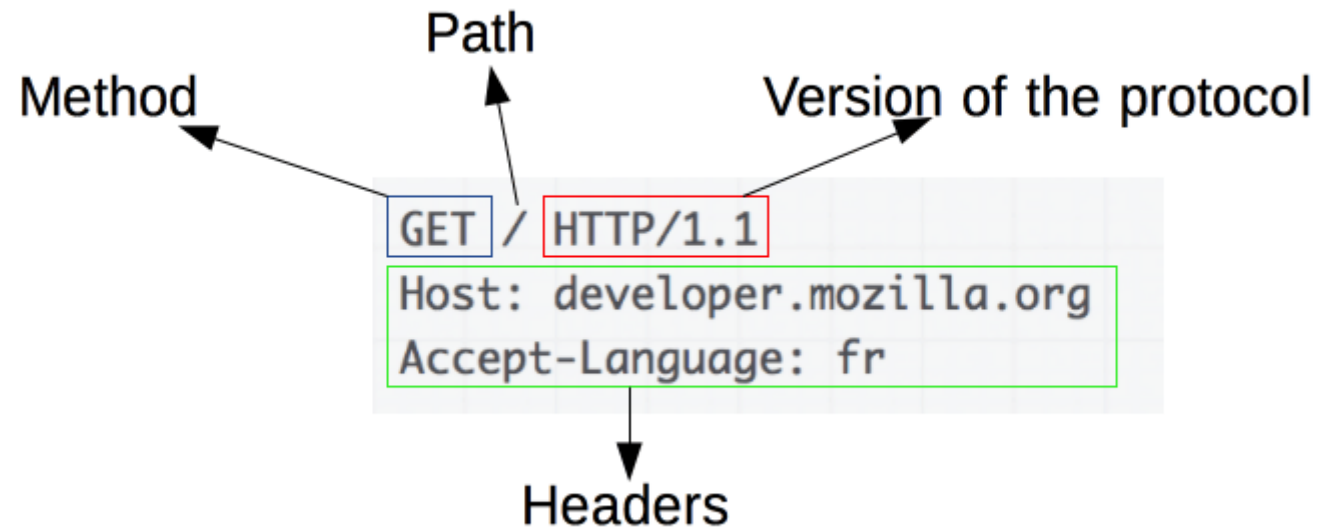 Path
Method
Version of the protocol
GET / HTTP/1.1
Host: developer.mozilla.org
Accept-Language: fr
Headers